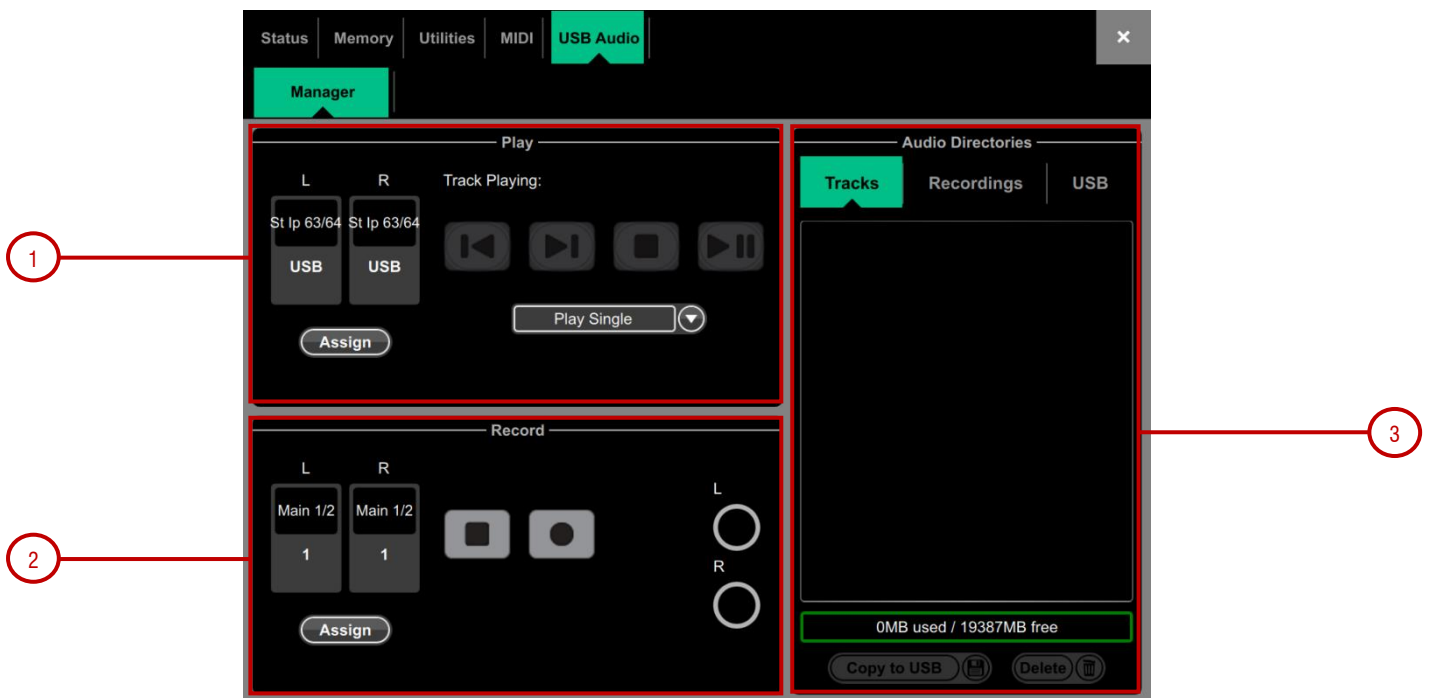 Status Memory Utilities MIDI USB Audio ×
Manager
Play
L R Track Playing:
St Ip 63/64 St Ip 63/64
USB USB
Play Single
Assign
Record
L R
Main 1/2 Main 1/2
1 1
L
R
Assign
Audio Directories
Tracks Recordings USB
0MB used / 19387MB free
Copy to USB Delete
1
2
3